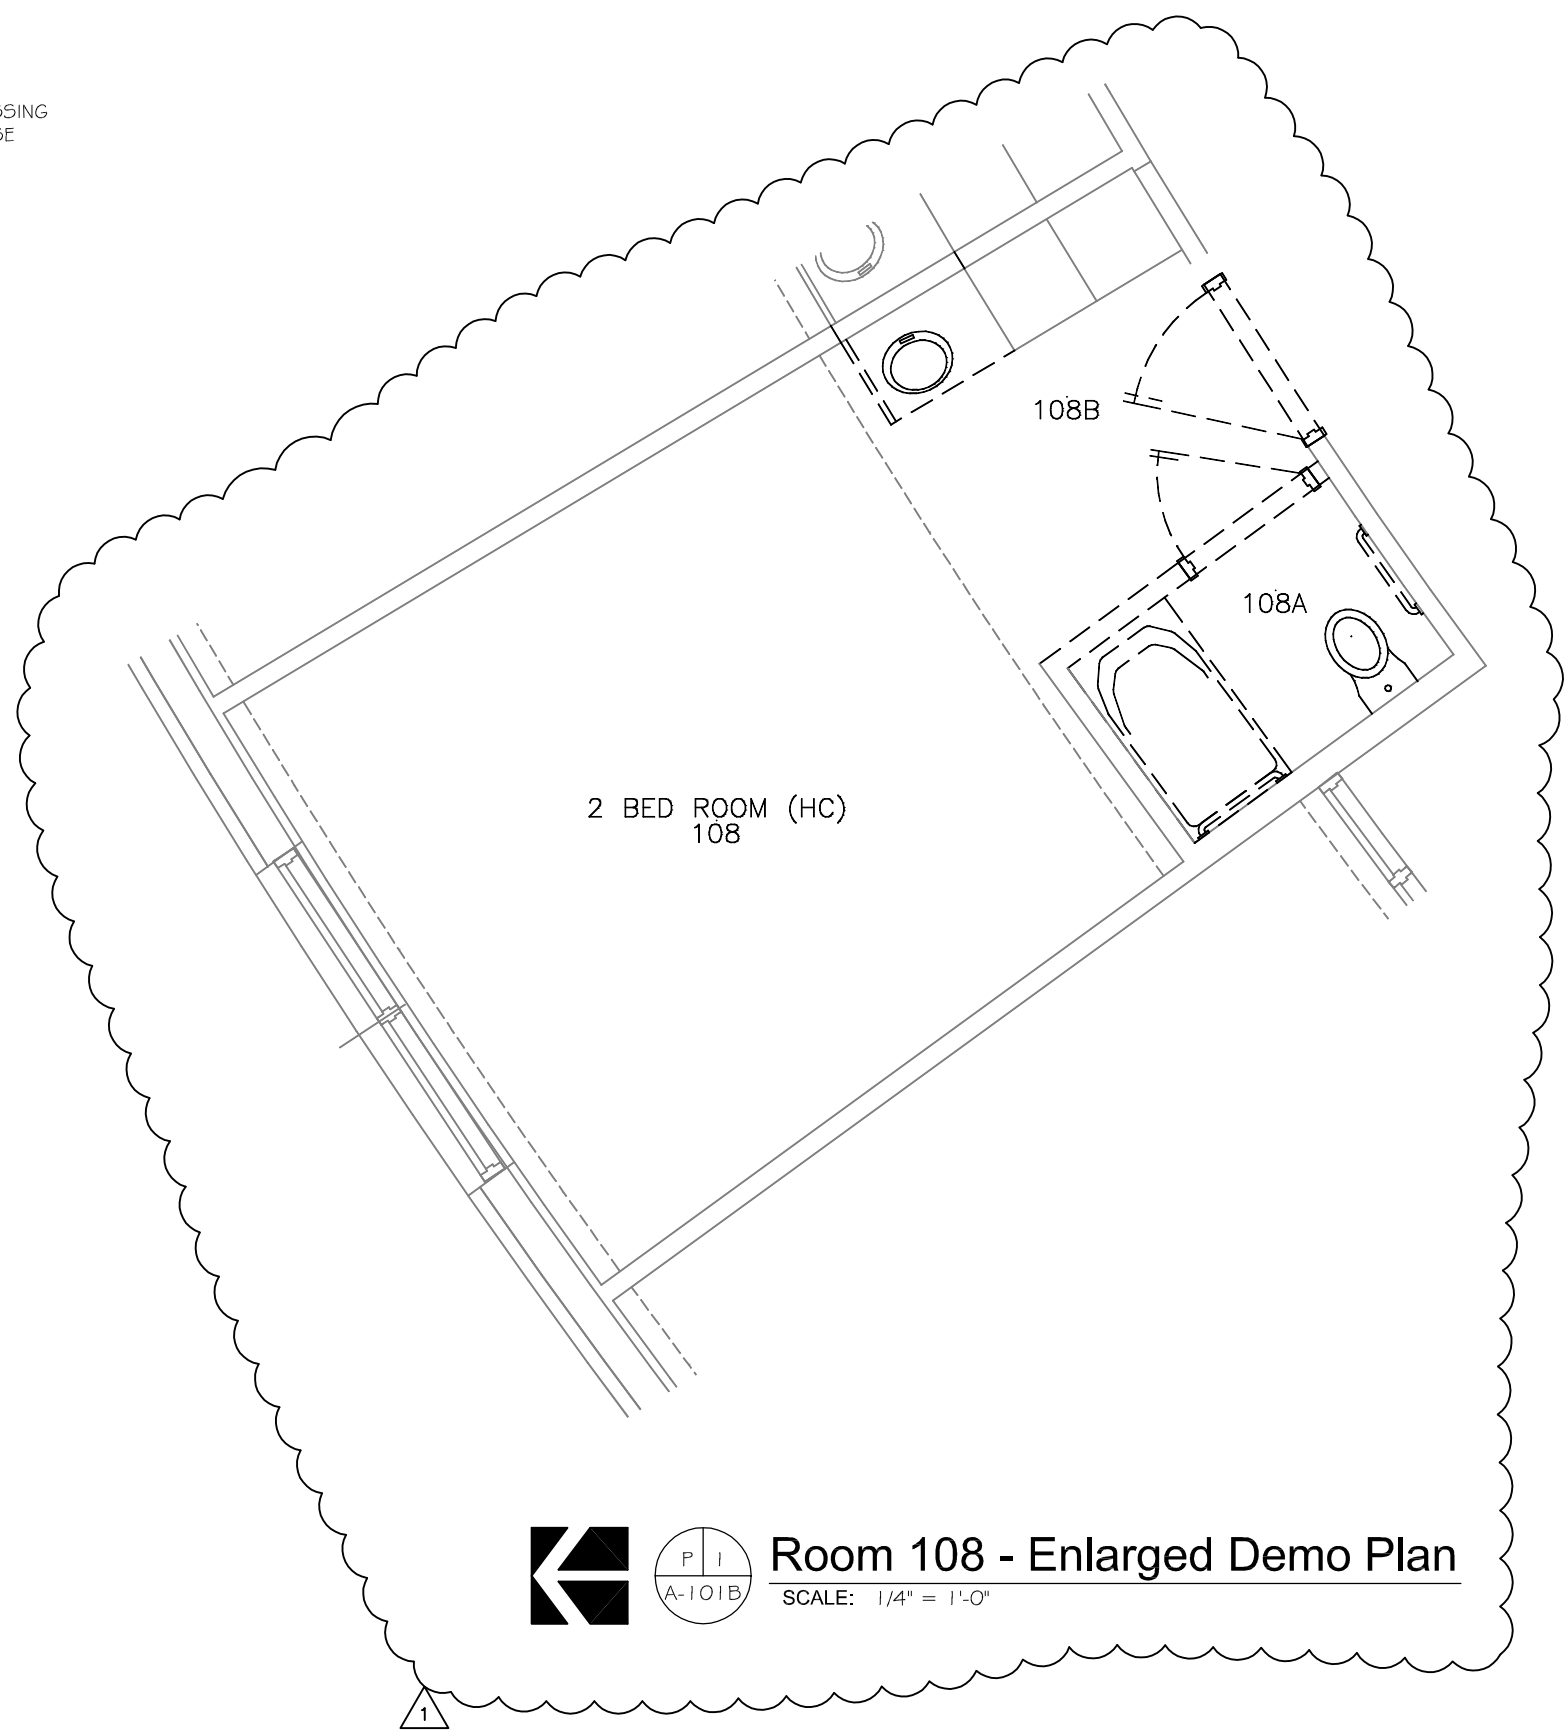 SE
108B
108A
2 BED ROOM (HC)
108
P 1
A-101B
Room 108 - Enlarged Demo Plan
SCALE: 1/4" = 1'-0"
1